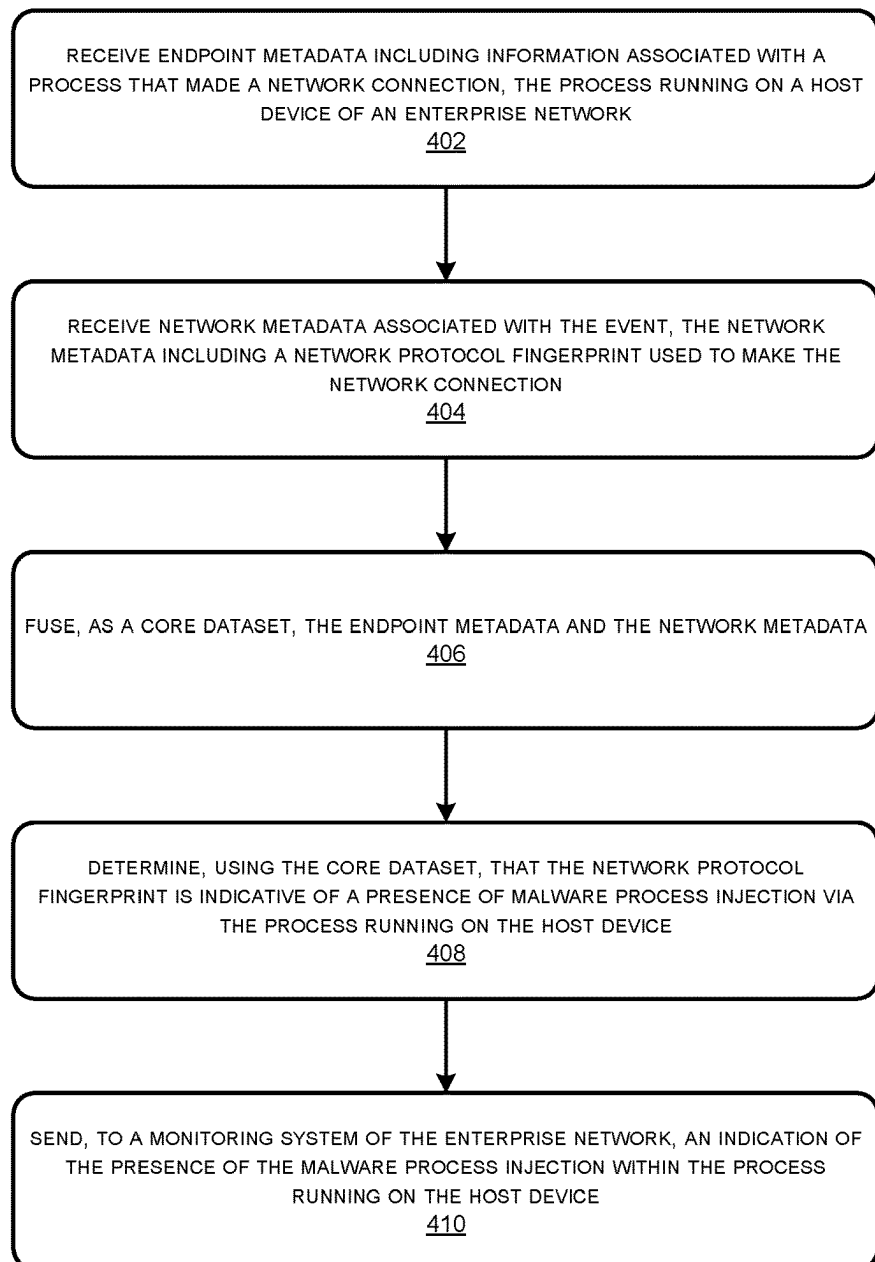 RECEIVE ENDPOINT METADATA INCLUDING INFORMATION ASSOCIATED WITH A
PROCESS THAT MADE A NETWORK CONNECTION, THE PROCESS RUNNING ON A HOST
DEVICE OF AN ENTERPRISE NETWORK
402
RECEIVE NETWORK METADATA ASSOCIATED WITH THE EVENT, THE NETWORK
METADATA INCLUDING A NETWORK PROTOCOL FINGERPRINT USED TO MAKE THE
NETWORK CONNECTION
404
FUSE, AS A CORE DATASET, THE ENDPOINT METADATA AND THE NETWORK METADATA
406
DETERMINE, USING THE CORE DATASET, THAT THE NETWORK PROTOCOL
FINGERPRINT IS INDICATIVE OF A PRESENCE OF MALWARE PROCESS INJECTION VIA
THE PROCESS RUNNING ON THE HOST DEVICE
408
SEND, TO A MONITORING SYSTEM OF THE ENTERPRISE NETWORK, AN INDICATION OF
THE PRESENCE OF THE MALWARE PROCESS INJECTION WITHIN THE PROCESS
RUNNING ON THE HOST DEVICE
410